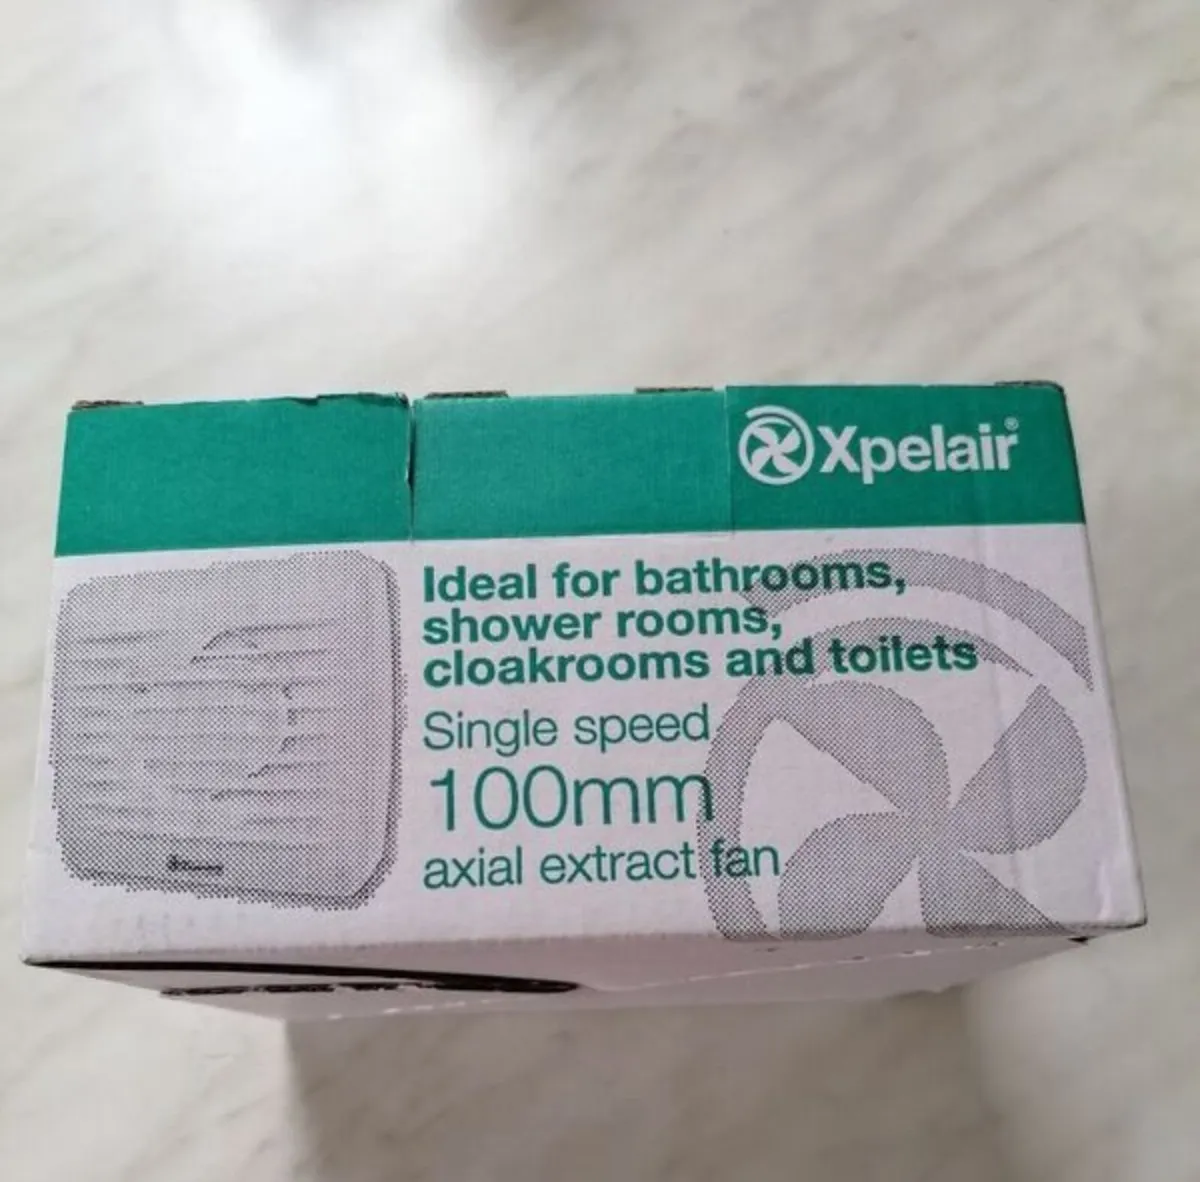 Xpelair®
Ideal for bathrooms,
shower rooms,
cloakrooms and toilets
Single speed
100mm
axial extract fan